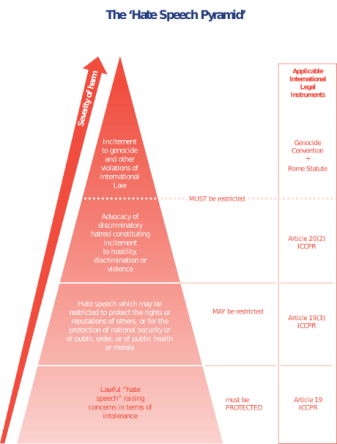 The ‘Hate Speech Pyramid’
Severity of harm
Applicable
International
Legal
Instruments
Incitement
to genocide
and other
violations of
International
Law
Genocide
Convention
+
Rome Statute
MUST be restricted
Advocacy of
discriminatory
hatred constituting
incitement
to hostility,
discrimination or
violence
Article 20(2)
ICCPR
Hate speech which may be
restricted to protect the rights or
reputations of others, or for the
protection of national security or
of public order, or of public health
or morals
MAY be restricted
Article 19(3)
ICCPR
Lawful “hate
speech” raising
concerns in terms of
intolerance
must be
PROTECTED
Article 19
ICCPR